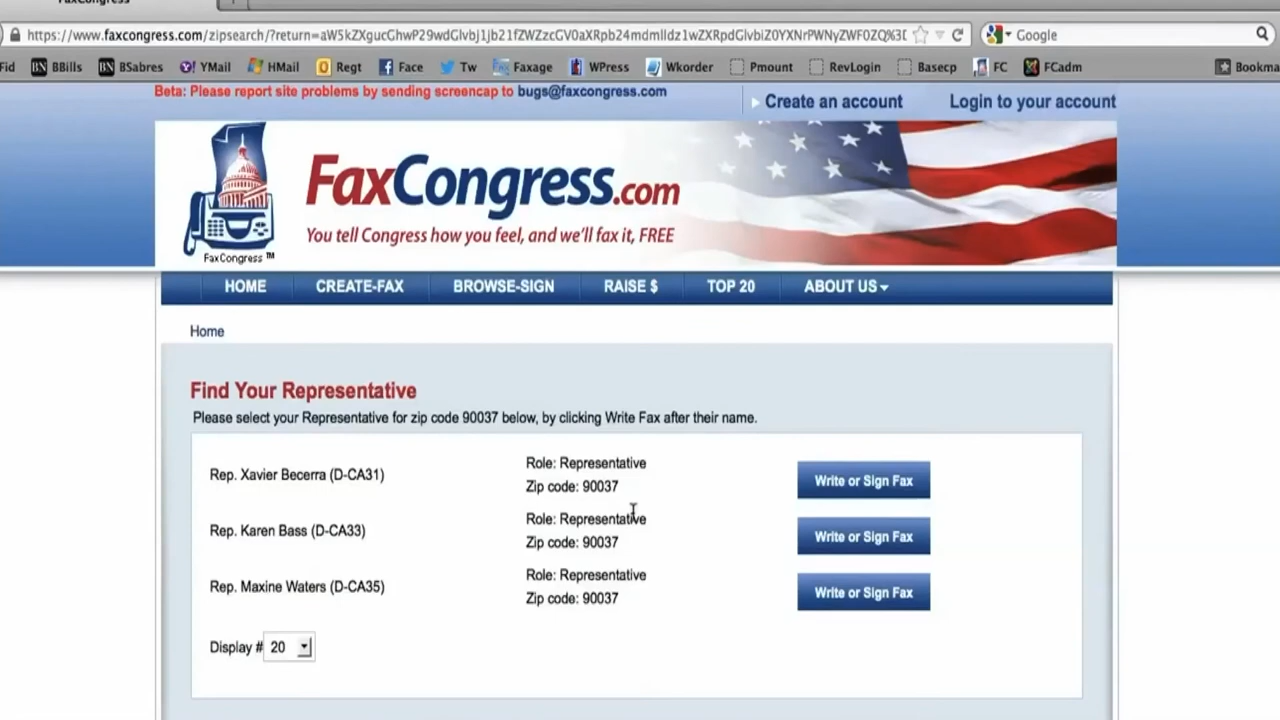 FaxCongress
https://www.faxcongress.com/zipsearch/?return=
Google
Fid BBills BSabres YMail HMail Regt Face Tw Faxage WPress Wkorder Pmount RevLogin Basecp FC FCadm Bookma
Beta: Please report site problems by sending screencap to bugs@faxcongress.com
Create an account Login to your account
FaxCongress.com
You tell Congress how you feel, and we'll fax it, FREE
FaxCongress™
HOME CREATE-FAX BROWSE-SIGN RAISE $ TOP 20 ABOUT US
Home
Find Your Representative
Please select your Representative for zip code 90037 below, by clicking Write Fax after their name.
Rep. Xavier Becerra (D-CA31)
Role: Representative
Zip code: 90037
Write or Sign Fax
Rep. Karen Bass (D-CA33)
Role: Representative
Zip code: 90037
Write or Sign Fax
Rep. Maxine Waters (D-CA35)
Role: Representative
Zip code: 90037
Write or Sign Fax
Display # 20